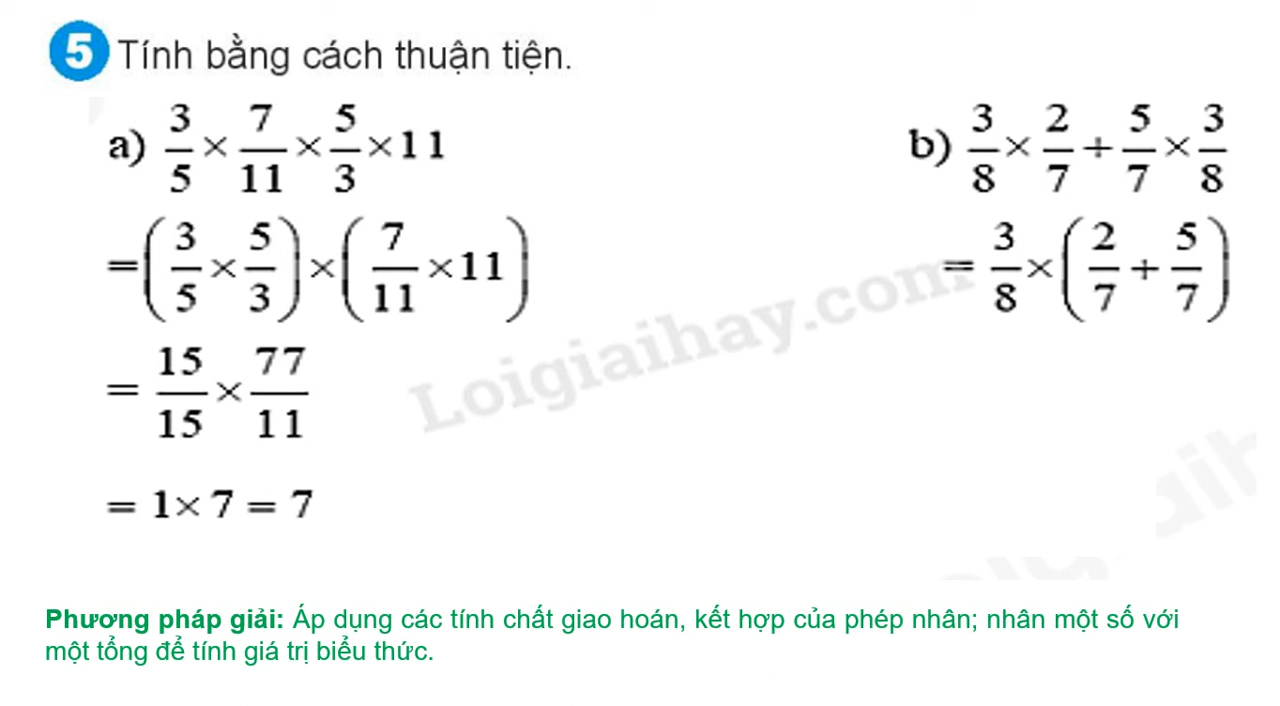 5 Tính bằng cách thuận tiện.
a) 3/5 × 7/11 × 5/3 × 11
= (3/5 × 5/3) × (7/11 × 11)
= 15/15 × 77/11
= 1 × 7 = 7
b) 3/8 × 2/7 + 5/7 × 3/8
= 3/8 × (2/7 + 5/7)
Loigiaihay.com
Phương pháp giải: Áp dụng các tính chất giao hoán, kết hợp của phép nhân; nhân một số với
một tổng để tính giá trị biểu thức.